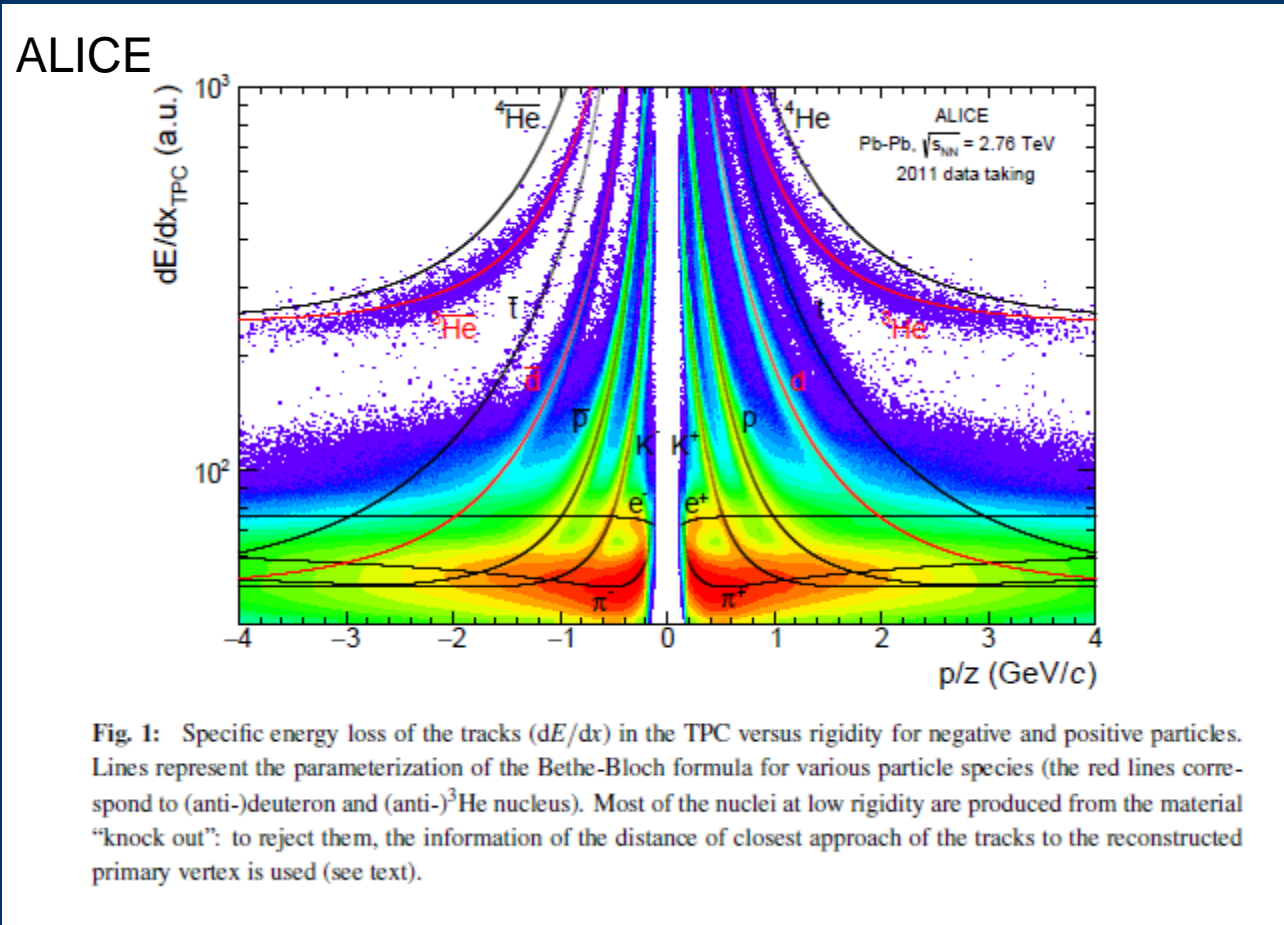 ALICE
10³
dE/dx_TPC (a.u.)
⁴H̅e̅
⁴He
ALICE
Pb-Pb, √s_NN = 2.76 TeV
2011 data taking
t̅
³H̅e̅
t
³He
d̅
d
p̅
p
K⁻
K⁺
10²
e⁻
e⁺
π⁻
π⁺
−4
−3
−2
−1
0
1
2
3
4
p/z (GeV/c)
Fig. 1: Specific energy loss of the tracks (dE/dx) in the TPC versus rigidity for negative and positive particles.
Lines represent the parameterization of the Bethe-Bloch formula for various particle species (the red lines corre-
spond to (anti-)deuteron and (anti-)³He nucleus). Most of the nuclei at low rigidity are produced from the material
“knock out”: to reject them, the information of the distance of closest approach of the tracks to the reconstructed
primary vertex is used (see text).